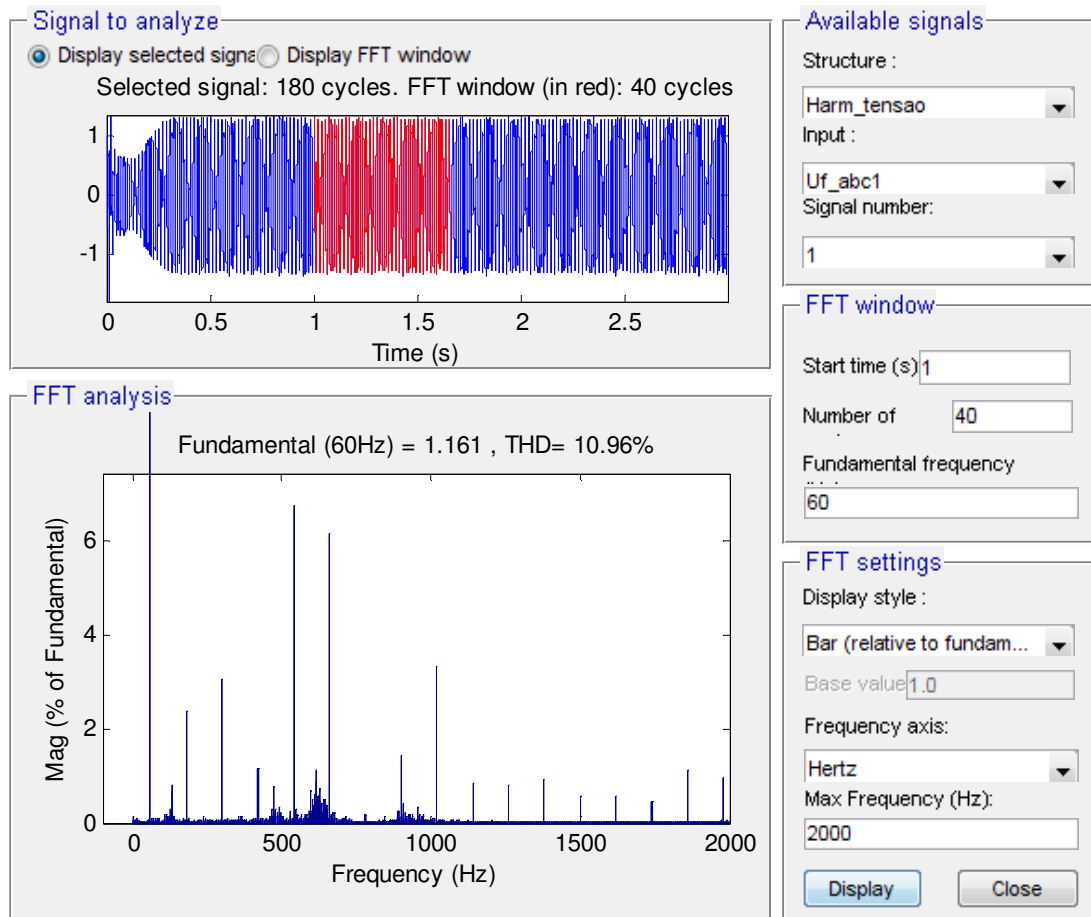 Signal to analyze
Display selected signa
Display FFT window
Selected signal: 180 cycles. FFT window (in red): 40 cycles
1
0
-1
0
0.5
1
1.5
2
2.5
Time (s)
FFT analysis
Fundamental (60Hz) = 1.161 , THD= 10.96%
6
4
2
0
Mag (% of Fundamental)
0
500
1000
1500
2000
Frequency (Hz)
Available signals
Structure :
Harm_tensao
Input :
Uf_abc1
Signal number:
1
FFT window
Start time (s)
1
Number of
40
Fundamental frequency
60
FFT settings
Display style :
Bar (relative to fundam...
Base value
1.0
Frequency axis:
Hertz
Max Frequency (Hz):
2000
Display
Close